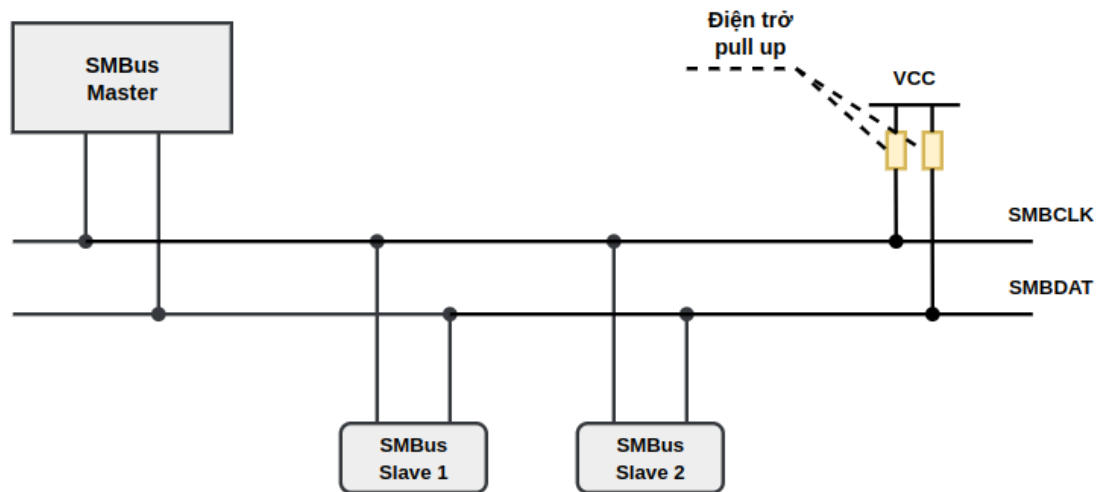 SMBus
Master
Điện trở
pull up
VCC
SMBCLK
SMBDAT
SMBus
Slave 1
SMBus
Slave 2